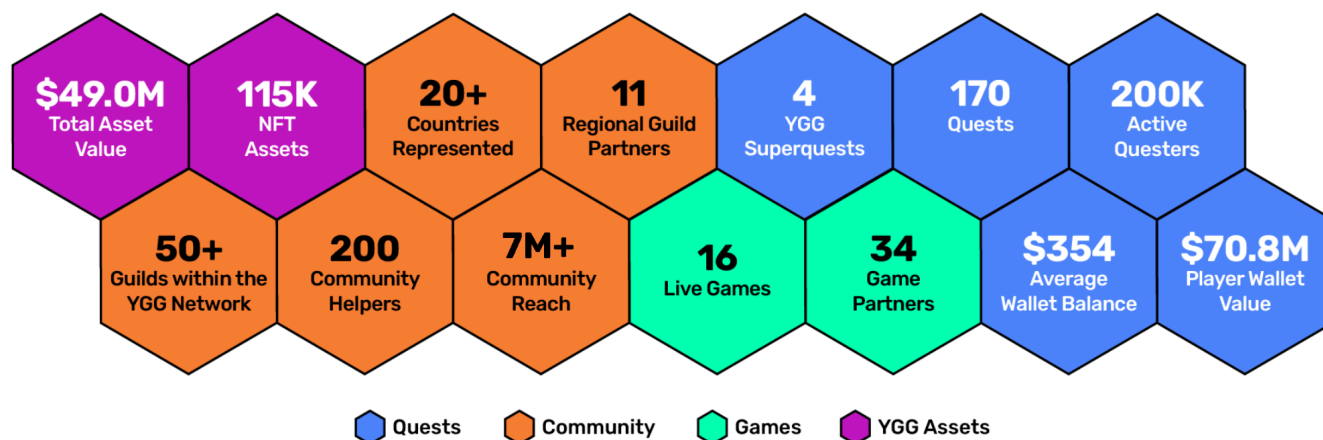 $49.0M
Total Asset
Value
115K
NFT
Assets
20+
Countries
Represented
11
Regional Guild
Partners
4
YGG
Superquests
170
Quests
200K
Active
Questers
50+
Guilds within the
YGG Network
200
Community
Helpers
7M+
Community
Reach
16
Live Games
34
Game
Partners
$354
Average
Wallet Balance
$70.8M
Player Wallet
Value
Quests
Community
Games
YGG Assets